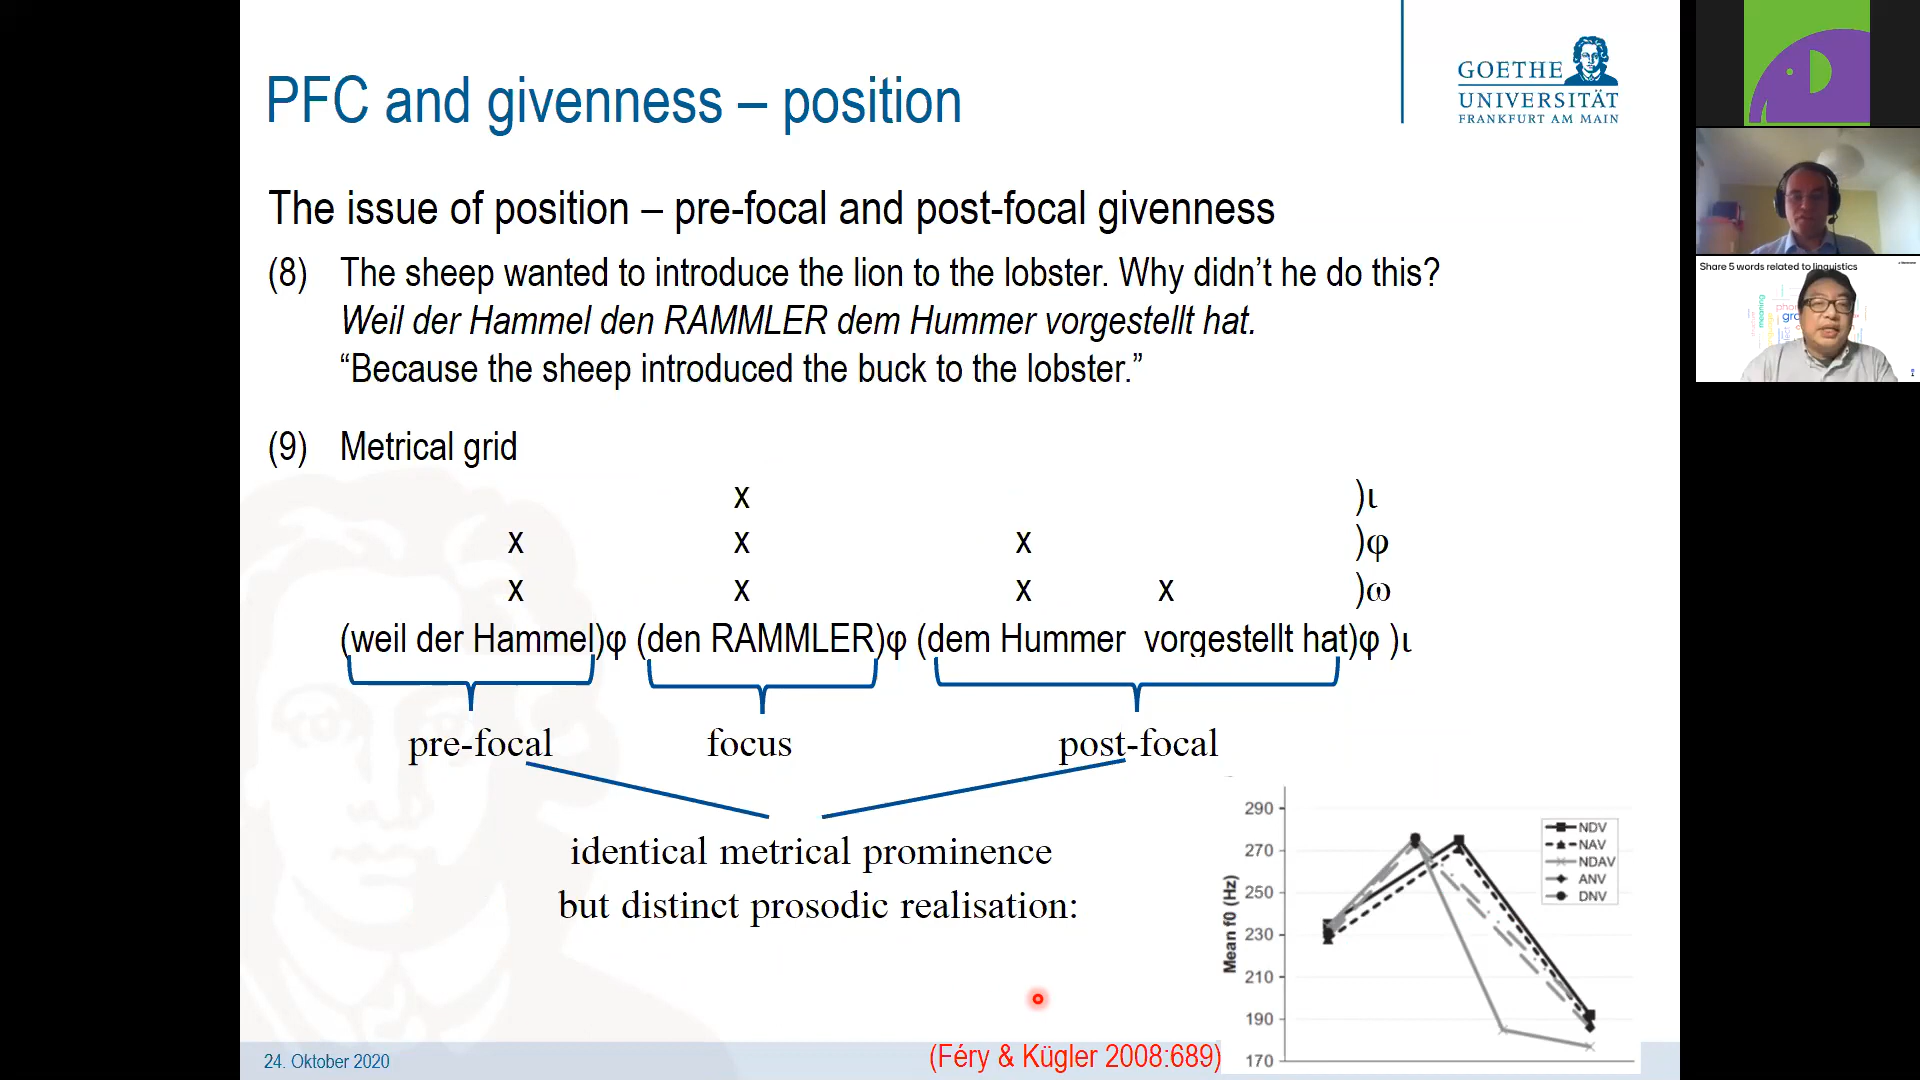 PFC and givenness – position
GOETHE
UNIVERSITÄT
FRANKFURT AM MAIN
The issue of position – pre-focal and post-focal givenness
(8) The sheep wanted to introduce the lion to the lobster. Why didn’t he do this?
Weil der Hammel den RAMMLER dem Hummer vorgestellt hat.
“Because the sheep introduced the buck to the lobster.”
(9) Metrical grid
x )ι
x x x )φ
x x x x )ω
(weil der Hammel)φ (den RAMMLER)φ (dem Hummer vorgestellt hat)φ )ι
pre-focal focus post-focal
identical metrical prominence
but distinct prosodic realisation:
Mean f0 (Hz)
290
270
250
230
210
190
170
NDV
NAV
NDAV
ANV
DNV
(Féry & Kügler 2008:689)
24. Oktober 2020
Share 5 words related to linguistics
meaning